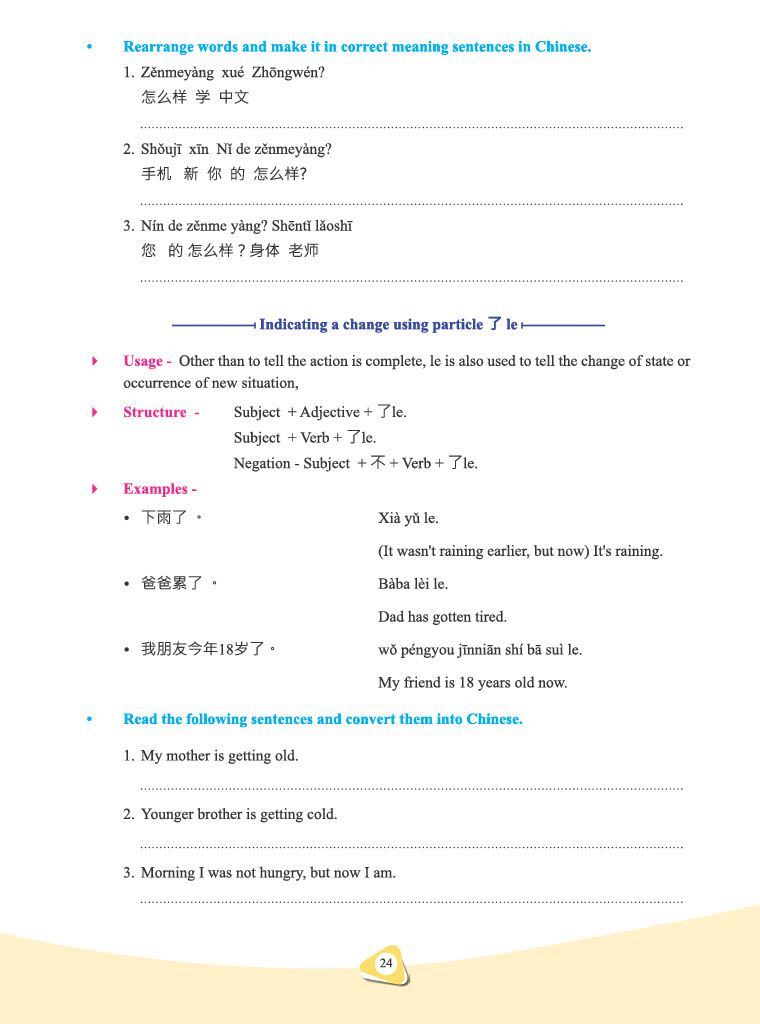 • Rearrange words and make it in correct meaning sentences in Chinese.
1. Zěnmeyàng xué Zhōngwén?
怎么样 学 中文
2. Shǒujī xīn Nǐ de zěnmeyàng?
手机 新 你 的 怎么样?
3. Nín de zěnme yàng? Shēntǐ lǎoshī
您 的 怎么样？身体 老师
Indicating a change using particle 了 le
Usage - Other than to tell the action is complete, le is also used to tell the change of state or
occurrence of new situation,
Structure - Subject + Adjective + 了le.
Subject + Verb + 了le.
Negation - Subject + 不 + Verb + 了le.
Examples -
• 下雨了 。 Xià yǔ le.
(It wasn't raining earlier, but now) It's raining.
• 爸爸累了 。 Bàba lèi le.
Dad has gotten tired.
• 我朋友今年18岁了。 wǒ péngyou jīnniān shí bā suì le.
My friend is 18 years old now.
• Read the following sentences and convert them into Chinese.
1. My mother is getting old.
2. Younger brother is getting cold.
3. Morning I was not hungry, but now I am.
24